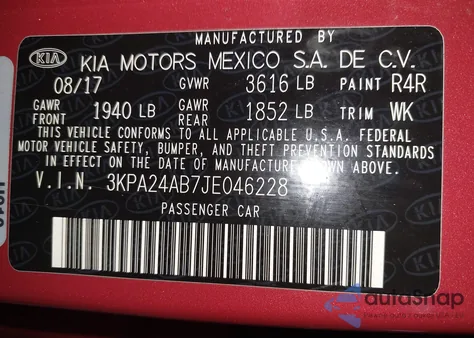 MANUFACTURED BY
KIA KIA MOTORS MEXICO S.A. DE C.V.
08/17 GVWR 3616 LB PAINT R4R
GAWR FRONT 1940 LB GAWR REAR 1852 LB TRIM WK
THIS VEHICLE CONFORMS TO ALL APPLICABLE U.S.A. FEDERAL
MOTOR VEHICLE SAFETY, BUMPER, AND THEFT PREVENTION STANDARDS
IN EFFECT ON THE DATE OF MANUFACTURE SHOWN ABOVE.
V.I.N. 3KPA24AB7JE046228
PASSENGER CAR
autoSnap